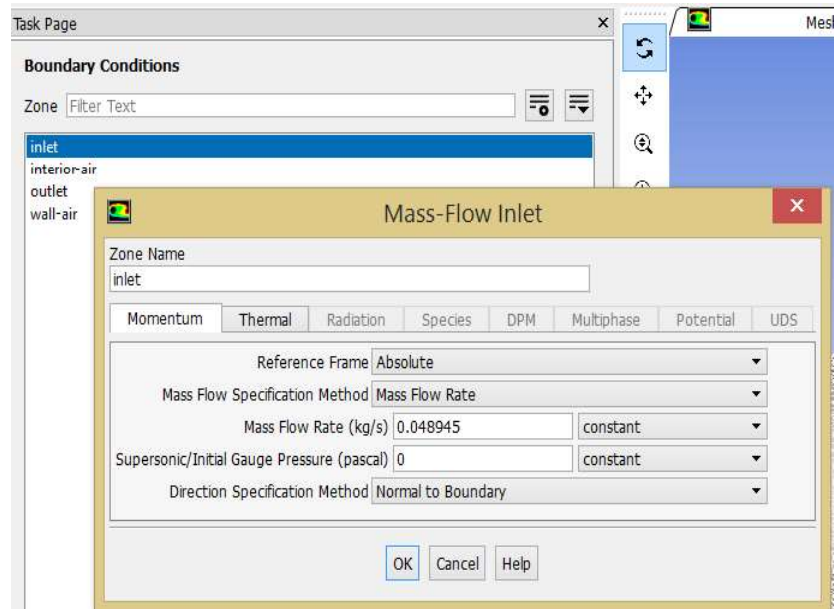 Task Page
×
Mesh
Boundary Conditions
Zone Filter Text
inlet
interior-air
outlet
wall-air
Mass-Flow Inlet
×
Zone Name
inlet
Momentum Thermal Radiation Species DPM Multiphase Potential UDS
Reference Frame Absolute
Mass Flow Specification Method Mass Flow Rate
Mass Flow Rate (kg/s) 0.048945 constant
Supersonic/Initial Gauge Pressure (pascal) 0 constant
Direction Specification Method Normal to Boundary
OK Cancel Help